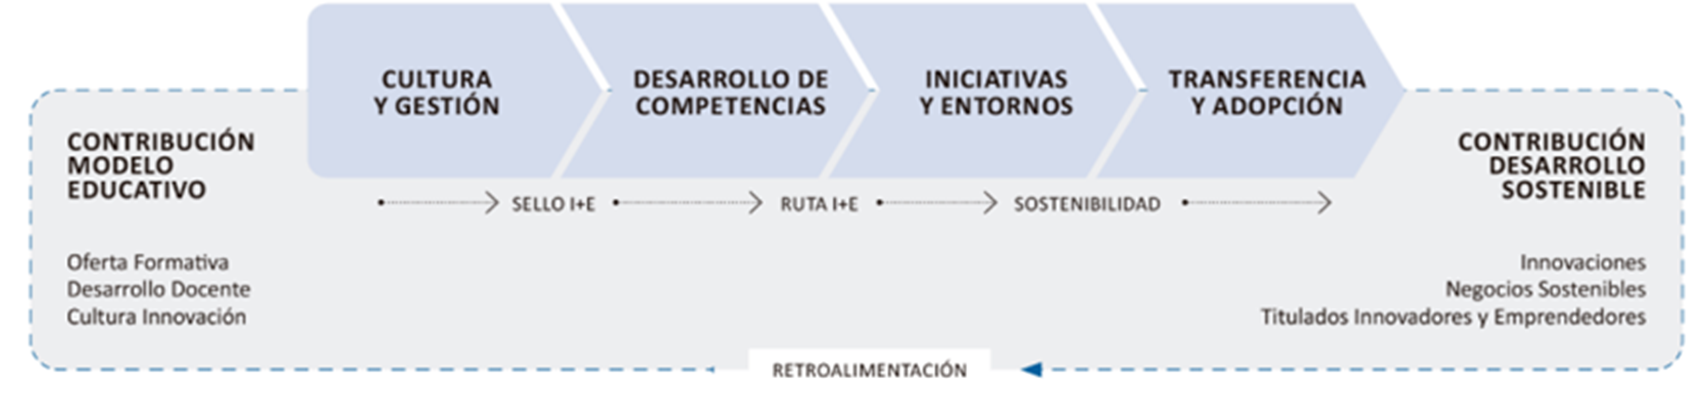 CULTURA
Y GESTIÓN
DESARROLLO DE
COMPETENCIAS
INICIATIVAS
Y ENTORNOS
TRANSFERENCIA
Y ADOPCIÓN
CONTRIBUCIÓN
MODELO
EDUCATIVO
CONTRIBUCIÓN
DESARROLLO
SOSTENIBLE
SELLO I+E
RUTA I+E
SOSTENIBILIDAD
Oferta Formativa
Desarrollo Docente
Cultura Innovación
Innovaciones
Negocios Sostenibles
Titulados Innovadores y Emprendedores
RETROALIMENTACIÓN